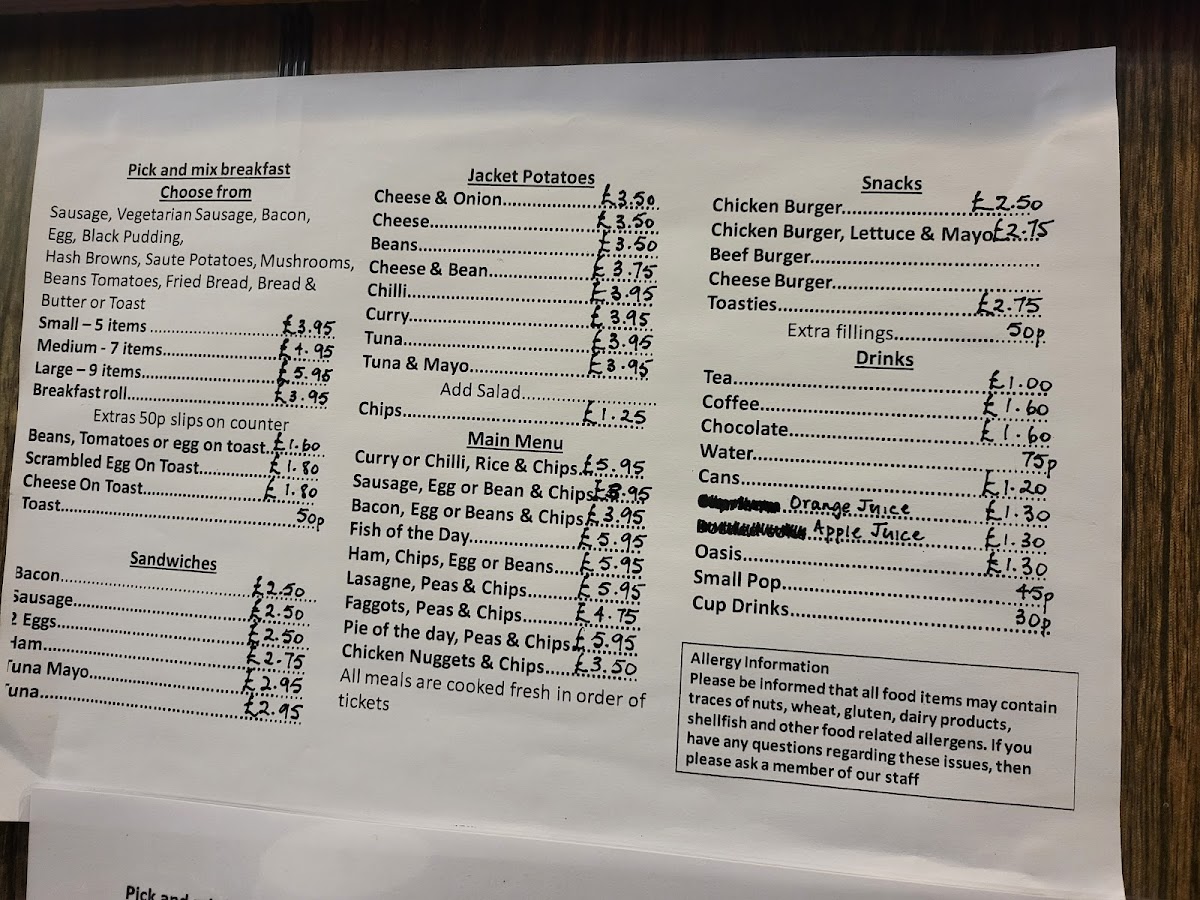 Pick and mix breakfast
Choose from
Sausage, Vegetarian Sausage, Bacon,
Egg, Black Pudding,
Hash Browns, Saute Potatoes, Mushrooms,
Beans Tomatoes, Fried Bread, Bread &
Butter or Toast
Small – 5 items ........ £3.95
Medium - 7 items........ £4.95
Large – 9 items........ £5.95
Breakfast roll........ £3.95
Extras 50p slips on counter
Beans, Tomatoes or egg on toast..£1.60
Scrambled Egg On Toast........ £1.80
Cheese On Toast........ £1.80
Toast........ 50p
Sandwiches
Bacon........ £2.50
Sausage........ £2.50
2 Eggs........ £2.50
Ham........ £2.75
Tuna Mayo........ £2.95
Tuna........ £2.95
Jacket Potatoes
Cheese & Onion........ £3.50
Cheese........ £3.50
Beans........ £3.50
Cheese & Bean........ £3.75
Chilli........ £3.95
Curry........ £3.95
Tuna........ £3.95
Tuna & Mayo........ £3.95
Add Salad........
Chips........ £1.25
Main Menu
Curry or Chilli, Rice & Chips..£5.95
Sausage, Egg or Bean & Chips £3.95
Bacon, Egg or Beans & Chips..£3.95
Fish of the Day........ £5.95
Ham, Chips, Egg or Beans..... £5.95
Lasagne, Peas & Chips........ £5.95
Faggots, Peas & Chips........ £4.75
Pie of the day, Peas & Chips..£5.95
Chicken Nuggets & Chips..... £3.50
All meals are cooked fresh in order of
tickets
Snacks
Chicken Burger........ £2.50
Chicken Burger, Lettuce & Mayo £2.75
Beef Burger........
Cheese Burger........
Toasties........ £2.75
Extra fillings........ 50p
Drinks
Tea........ £1.00
Coffee........ £1.60
Chocolate........ £1.60
Water........ 75p
Cans........ £1.20
Orange Juice £1.30
Apple Juice £1.30
Oasis........ £1.30
Small Pop........ 45p
Cup Drinks........ 30p
Allergy Information
Please be informed that all food items may contain
traces of nuts, wheat, gluten, dairy products,
shellfish and other food related allergens. If you
have any questions regarding these issues, then
please ask a member of our staff
Pick and